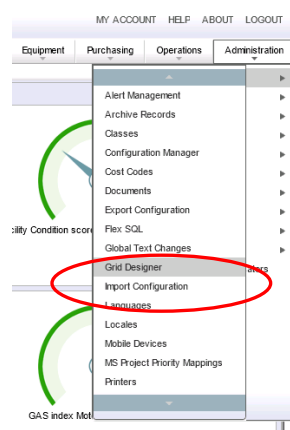 MY ACCOUNT HELP ABOUT LOGOUT
Equipment Purchasing Operations Administration
Alert Management
Archive Records
Classes
Configuration Manager
Cost Codes
Documents
Export Configuration
cility Condition score
Flex SQL
Global Text Changes
Grid Designer
Import Configuration
Languages
Locales
Mobile Devices
MS Project Priority Mappings
Printers
GAS index Mot